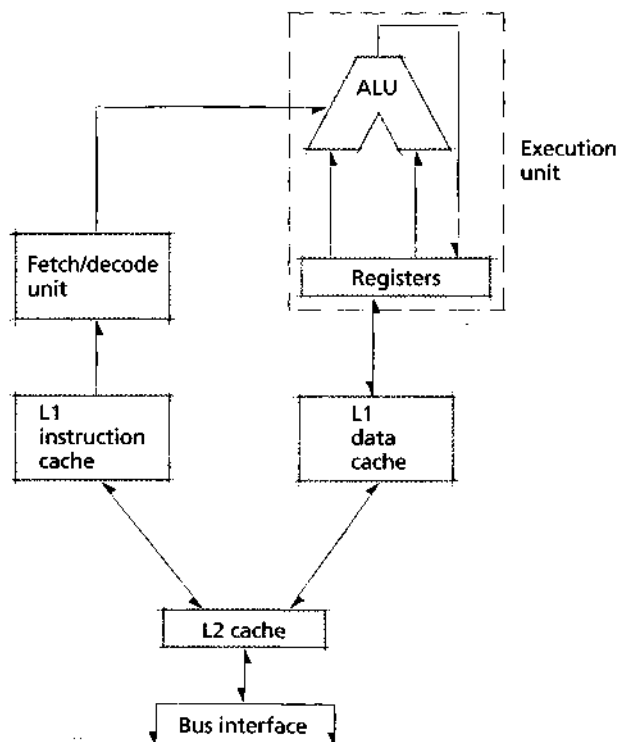 ALU
Execution
unit
Fetch/decode
unit
Registers
L1
instruction
cache
L1
data
cache
L2 cache
Bus interface